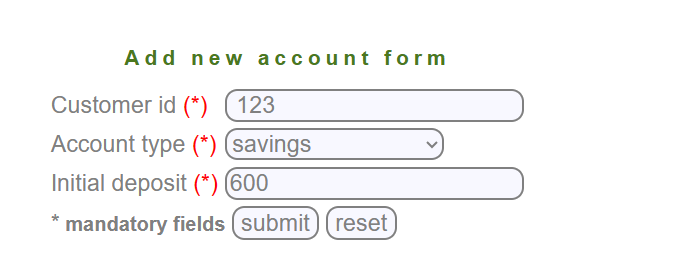 Add new account form
Customer id (*) 123
Account type (*) savings
Initial deposit (*) 600
* mandatory fields submit reset